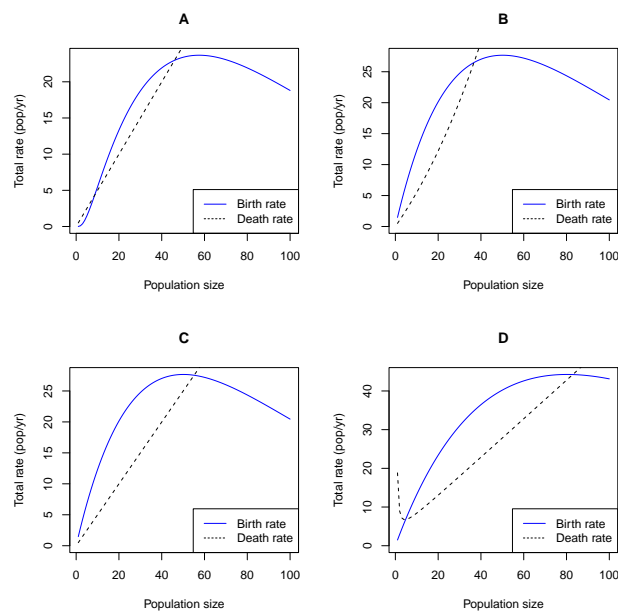 A
Total rate (pop/yr)
20
15
10
5
0
Birth rate
Death rate
0 20 40 60 80 100
Population size
B
Total rate (pop/yr)
25
20
15
10
5
0
Birth rate
Death rate
0 20 40 60 80 100
Population size
C
Total rate (pop/yr)
25
20
15
10
5
0
Birth rate
Death rate
0 20 40 60 80 100
Population size
D
Total rate (pop/yr)
40
30
20
10
0
Birth rate
Death rate
0 20 40 60 80 100
Population size